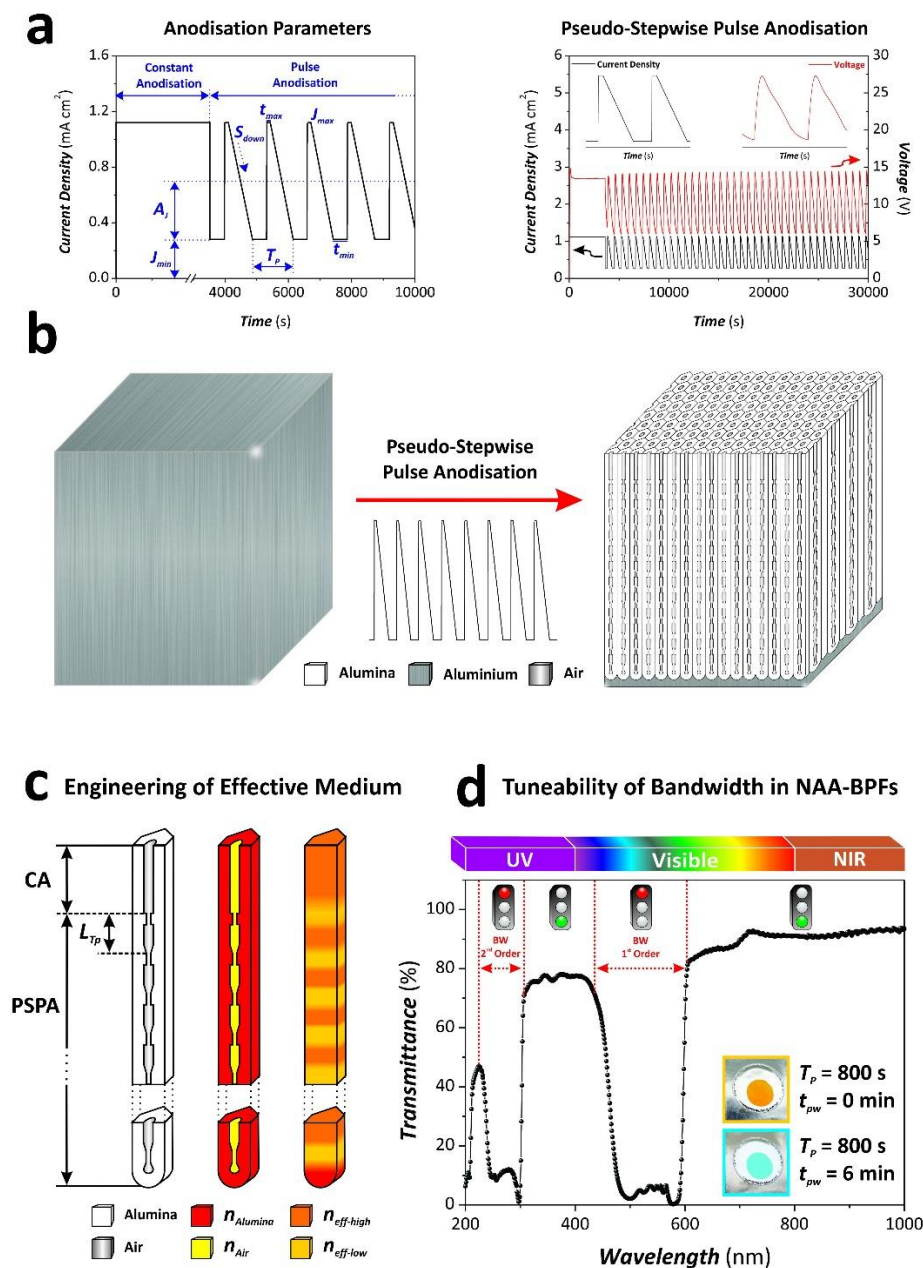 a
Anodisation Parameters
Constant
Anodisation
Pulse
Anodisation
t_max
J_max
S_down
A_J
J_min
T_P
t_min
1.6
1.2
0.8
0.4
0.0
0
4000
6000
8000
10000
Current Density (mA cm⁻²)
Time (s)
Pseudo-Stepwise Pulse Anodisation
Current Density
Voltage
Time (s)
Time (s)
6
5
4
3
2
1
0
30
25
20
15
10
5
0
0
10000
20000
30000
Current Density (mA cm⁻²)
Voltage (V)
Time (s)
b
Pseudo-Stepwise
Pulse Anodisation
Alumina
Aluminium
Air
c
Engineering of Effective Medium
CA
L_Tp
PSPA
Alumina
n_Alumina
n_eff-high
Air
n_Air
n_eff-low
d
Tuneability of Bandwidth in NAA-BPFs
UV
Visible
NIR
BW
2nd Order
BW
1st Order
100
80
60
40
20
0
200
400
600
800
1000
Transmittance (%)
Wavelength (nm)
T_P = 800 s
t_pw = 0 min
T_P = 800 s
t_pw = 6 min